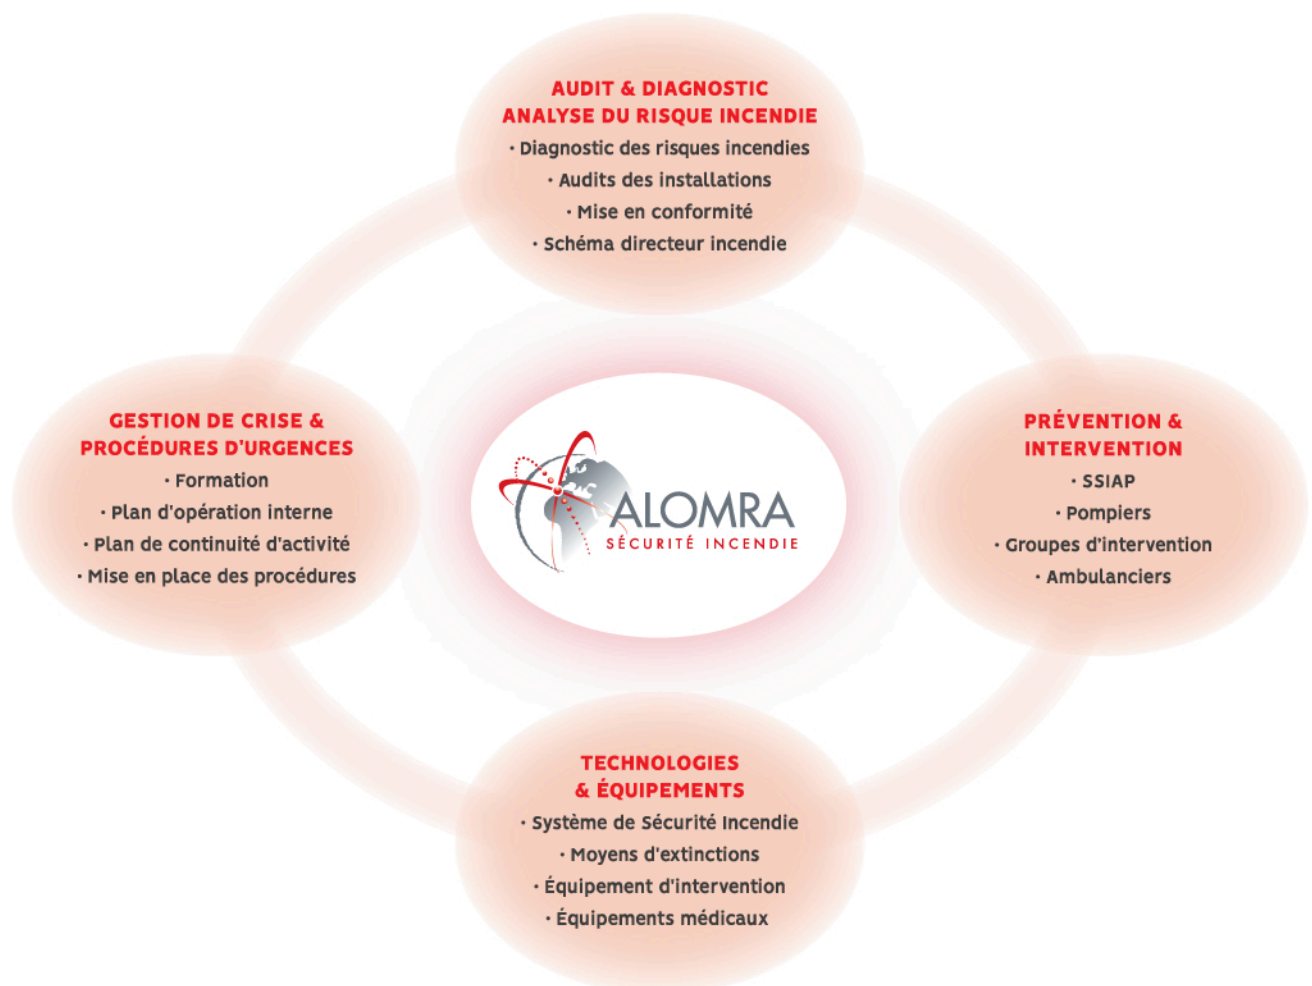 AUDIT & DIAGNOSTIC
ANALYSE DU RISQUE INCENDIE
· Diagnostic des risques incendies
· Audits des installations
· Mise en conformité
· Schéma directeur incendie
GESTION DE CRISE &
PROCÉDURES D'URGENCES
· Formation
· Plan d'opération interne
· Plan de continuité d'activité
· Mise en place des procédures
ALOMRA
SÉCURITÉ INCENDIE
PRÉVENTION &
INTERVENTION
· SSIAP
· Pompiers
· Groupes d'intervention
· Ambulanciers
TECHNOLOGIES
& ÉQUIPEMENTS
· Système de Sécurité Incendie
· Moyens d'extinctions
· Équipement d'intervention
· Équipements médicaux